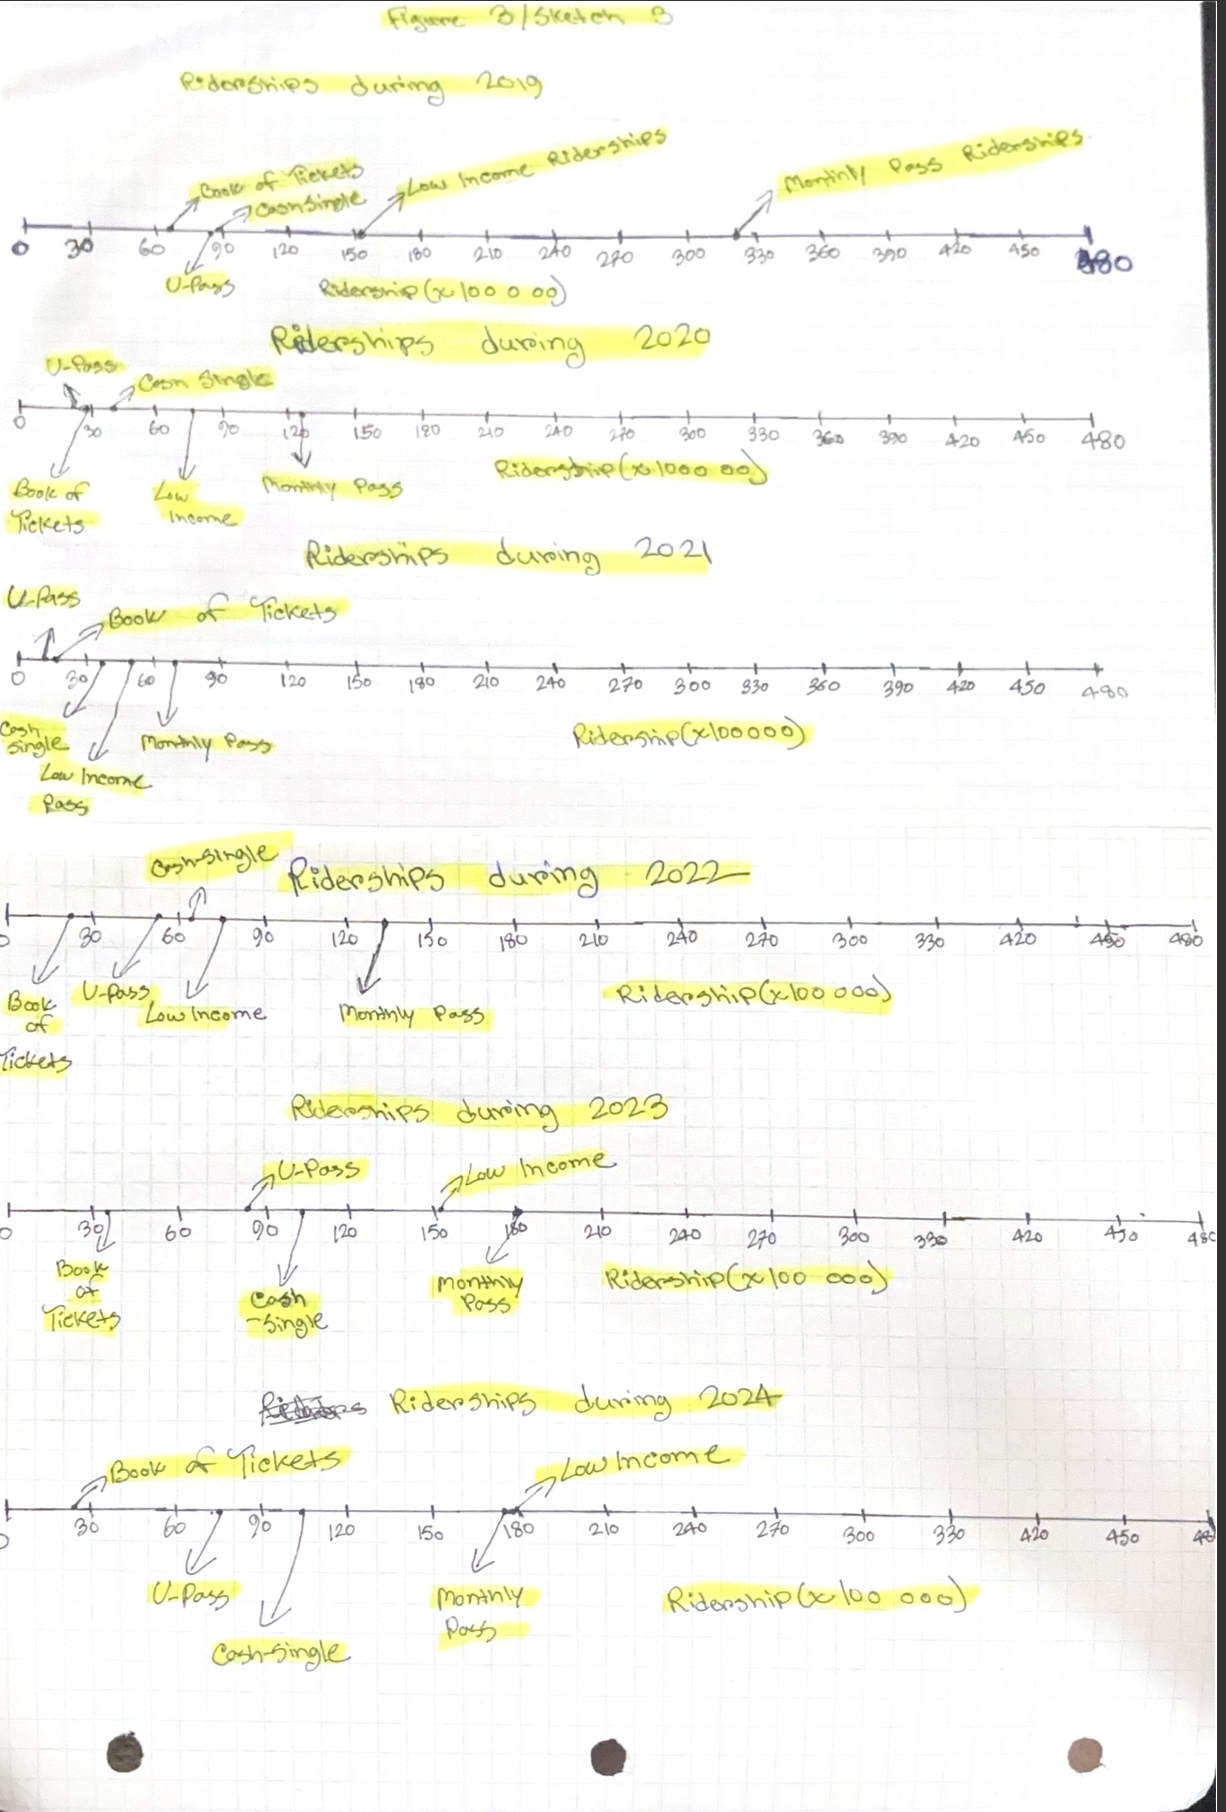 Figure 3/Sketch 3
Riderships during 2019
Book of Tickets
Cash Single
Low Income Riderships
Monthly Pass Riderships
0 30 60 90 120 150 180 210 240 270 300 330 360 390 420 450 480
U-Pass
Ridership (x100 000)
Riderships during 2020
U-Pass
Cash Single
0 30 60 90 120 150 180 210 240 270 300 330 360 390 420 450 480
Book of
Tickets
Low
Income
Monthly Pass
Ridership (x1000 00)
Riderships during 2021
U-Pass
Book of Tickets
0 30 60 90 120 150 180 210 240 270 300 330 360 390 420 450 480
Cash
Single
Low Income
Pass
Monthly Pass
Ridership (x100000)
Cash-Single
Riderships during 2022
0 30 60 90 120 150 180 210 240 270 300 330 420 450 480
Book
of
Tickets
U-Pass
Low Income
Monthly Pass
Ridership (x100 000)
Riderships during 2023
U-Pass
Low Income
0 30 60 90 120 150 180 210 240 270 300 330 420 450 480
Book
of
Tickets
Cash
-Single
Monthly
Pass
Ridership (x100 000)
Riderships during 2024
Book of Tickets
Low Income
0 30 60 90 120 150 180 210 240 270 300 330 420 450
U-Pass
Cash-Single
Monthly
Pass
Ridership (x100 000)